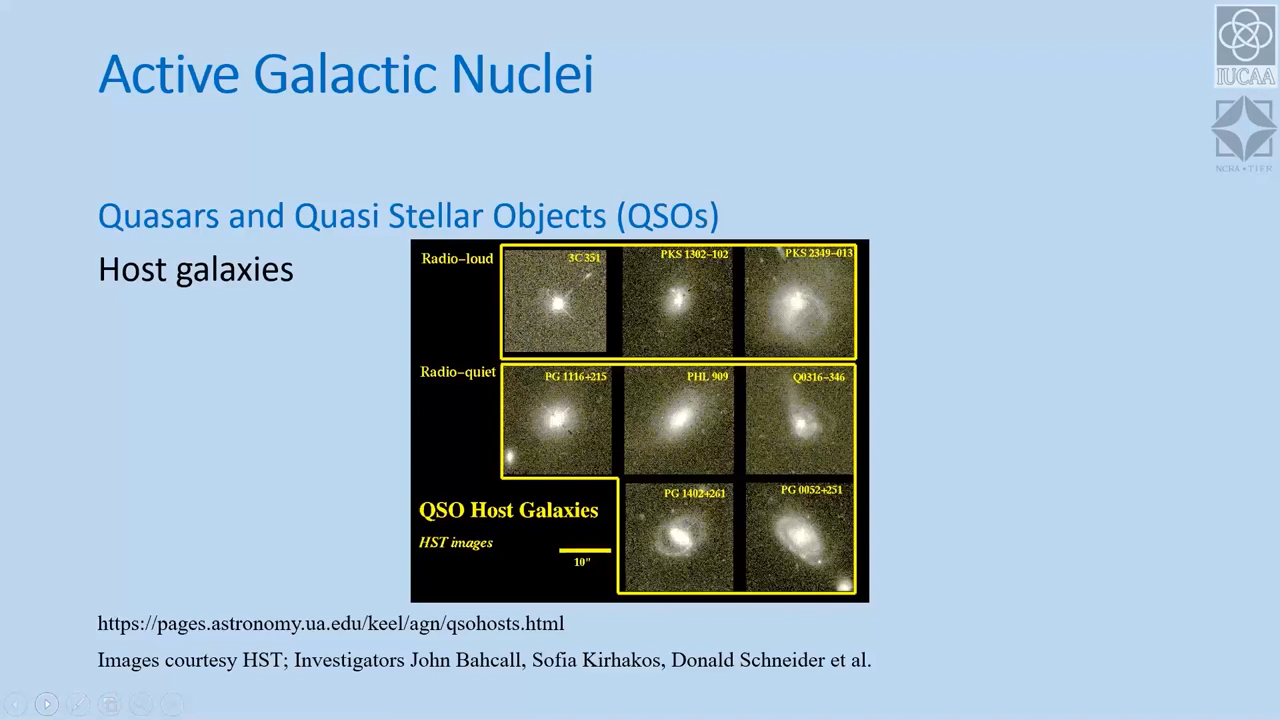 Active Galactic Nuclei
IUCAA
NCRA • TIFR
Quasars and Quasi Stellar Objects (QSOs)
Host galaxies
Radio-loud
3C 351
PKS 1302-102
PKS 2349-013
Radio-quiet
PG 1116+215
PHL 909
Q0316-346
PG 1402+261
PG 0052+251
QSO Host Galaxies
HST images
10"
https://pages.astronomy.ua.edu/keel/agn/qsohosts.html
Images courtesy HST; Investigators John Bahcall, Sofia Kirhakos, Donald Schneider et al.